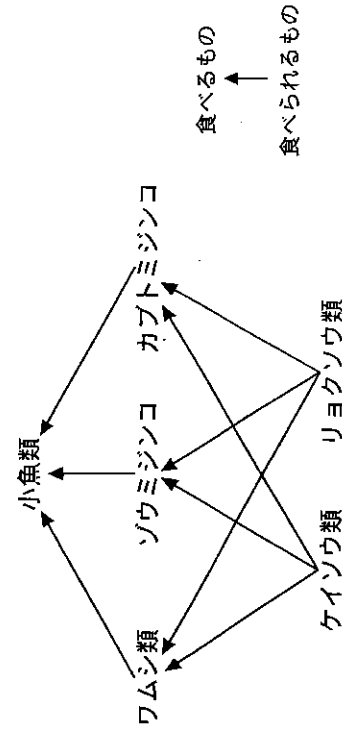 小魚類
ワムシ類
ゾウミジンコ
カブトミジンコ
ケイソウ類
リョクソウ類
食べるもの
食べられるもの